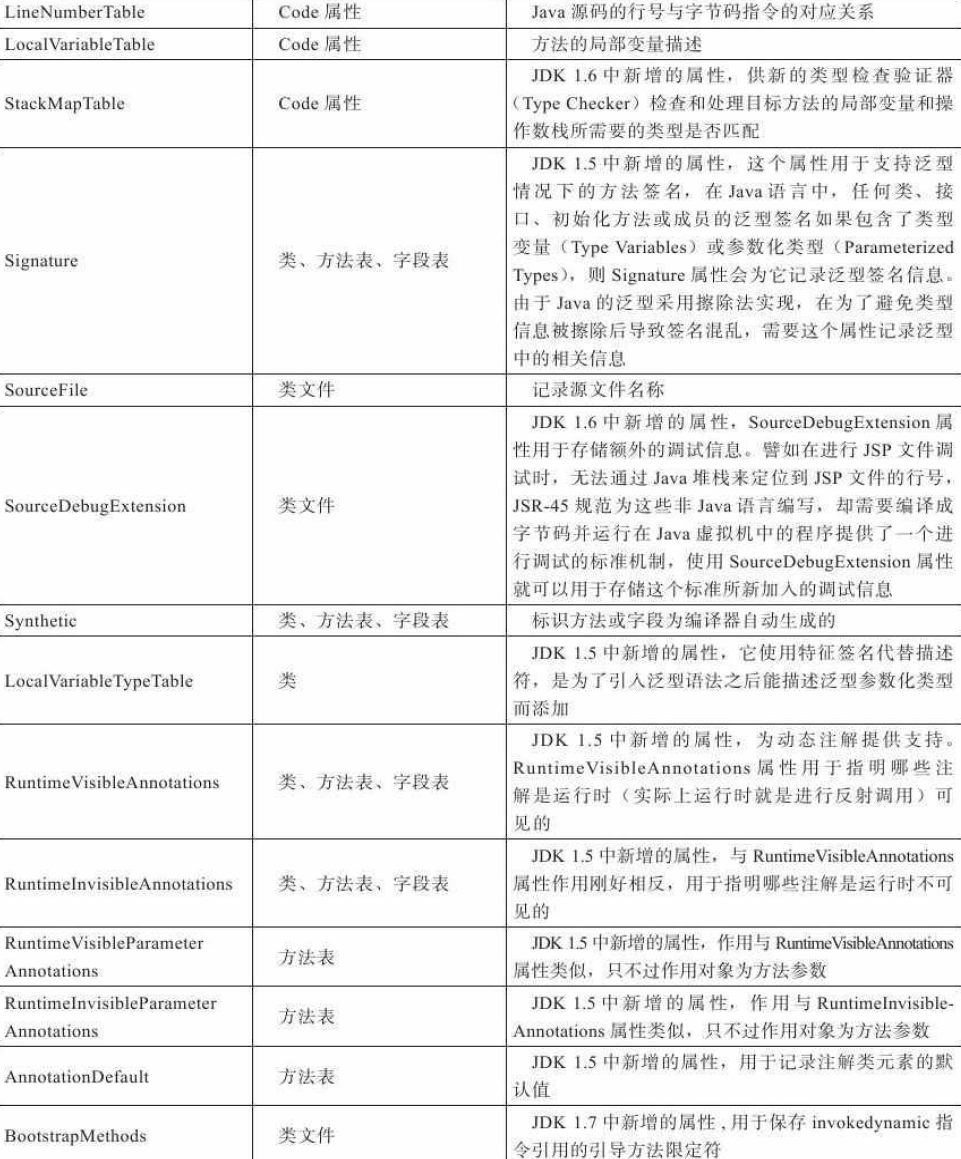 LineNumberTable Code 属性 Java 源码的行号与字节码指令的对应关系
LocalVariableTable Code 属性 方法的局部变量描述
StackMapTable Code 属性 JDK 1.6 中新增的属性，供新的类型检查验证器
（Type Checker）检查和处理目标方法的局部变量和操
作数栈所需要的类型是否匹配
Signature 类、方法表、字段表 JDK 1.5 中新增的属性，这个属性用于支持泛型
情况下的方法签名，在 Java 语言中，任何类、接
口、初始化方法或成员的泛型签名如果包含了类型
变量（Type Variables）或参数化类型（Parameterized
Types），则 Signature 属性会为它记录泛型签名信息。
由于 Java 的泛型采用擦除法实现，在为了避免类型
信息被擦除后导致签名混乱，需要这个属性记录泛型
中的相关信息
SourceFile 类文件 记录源文件名称
SourceDebugExtension 类文件 JDK 1.6 中新增的属性，SourceDebugExtension 属
性用于存储额外的调试信息。譬如在进行 JSP 文件调
试时，无法通过 Java 堆栈来定位到 JSP 文件的行号，
JSR-45 规范为这些非 Java 语言编写，却需要编译成
字节码并运行在 Java 虚拟机中的程序提供了一个进
行调试的标准机制，使用 SourceDebugExtension 属性
就可以用于存储这个标准所新加入的调试信息
Synthetic 类、方法表、字段表 标识方法或字段为编译器自动生成的
LocalVariableTypeTable 类 JDK 1.5 中新增的属性，它使用特征签名代替描述
符，是为了引入泛型语法之后能描述泛型参数化类型
而添加
RuntimeVisibleAnnotations 类、方法表、字段表 JDK 1.5 中新增的属性，为动态注解提供支持。
RuntimeVisibleAnnotations 属性用于指明哪些注
解是运行时（实际上运行时就是进行反射调用）可
见的
RuntimeInvisibleAnnotations 类、方法表、字段表 JDK 1.5 中新增的属性，与 RuntimeVisibleAnnotations
属性作用刚好相反，用于指明哪些注解是运行时不可
见的
RuntimeVisibleParameter
Annotations 方法表 JDK 1.5 中新增的属性，作用与 RuntimeVisibleAnnotations
属性类似，只不过作用对象为方法参数
RuntimeInvisibleParameter
Annotations 方法表 JDK 1.5 中新增的属性，作用与 RuntimeInvisible-
Annotations 属性类似，只不过作用对象为方法参数
AnnotationDefault 方法表 JDK 1.5 中新增的属性，用于记录注解类元素的默
认值
BootstrapMethods 类文件 JDK 1.7 中新增的属性 , 用于保存 invokedynamic 指
令引用的引导方法限定符